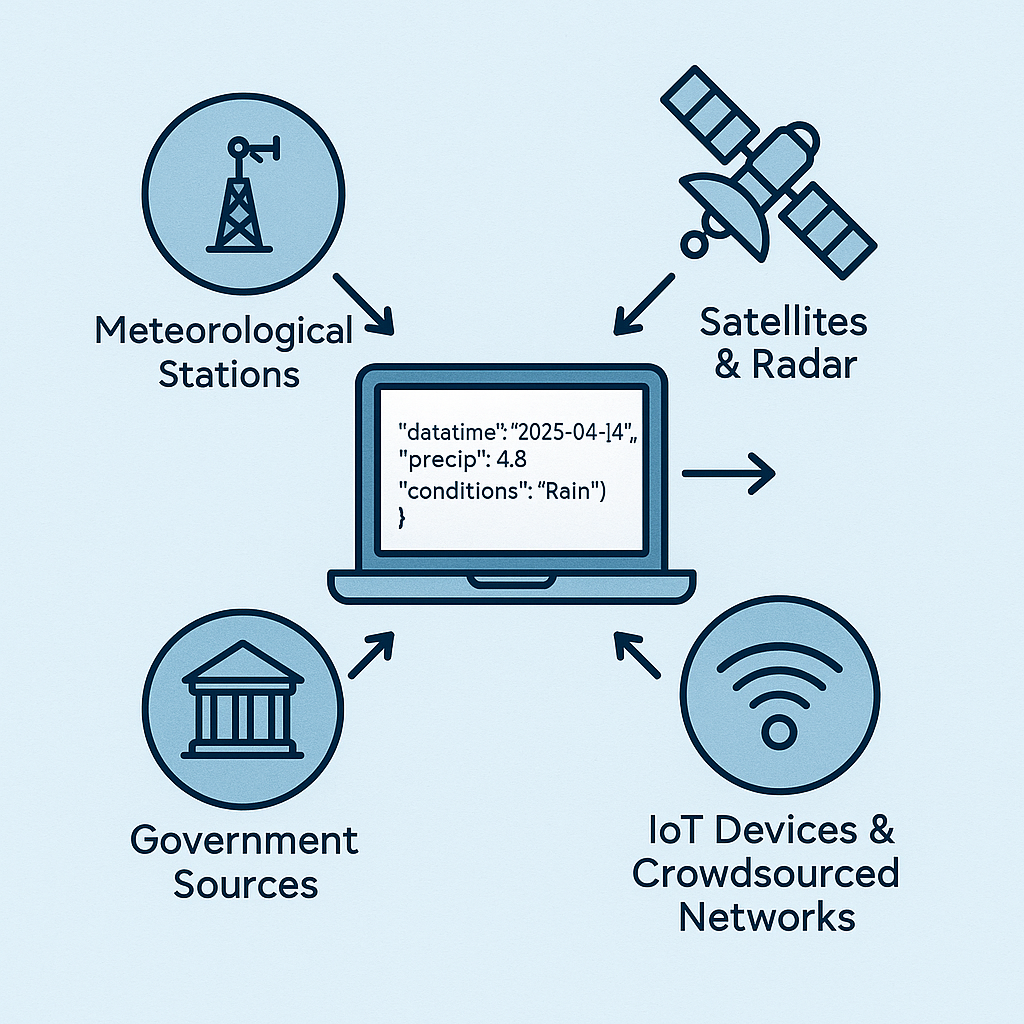 Meteorological
Stations
Satellites
& Radar
"datatime": “2025-04-14",,
"precip": 4.8
"conditions": “Rain")
}
Government
Sources
IoT Devices &
Crowdsourced
Networks